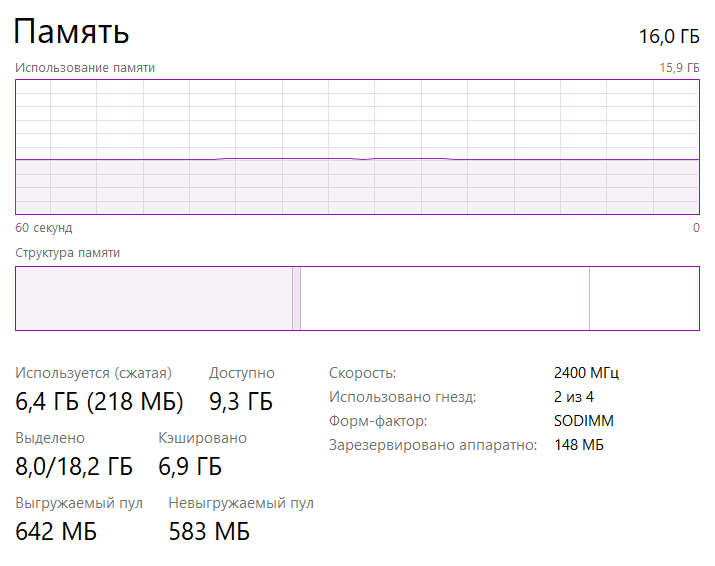 Память 16,0 ГБ
Использование памяти 15,9 ГБ
60 секунд 0
Структура памяти
Используется (сжатая) Доступно
6,4 ГБ (218 МБ) 9,3 ГБ
Выделено Кэшировано
8,0/18,2 ГБ 6,9 ГБ
Выгружаемый пул Невыгружаемый пул
642 МБ 583 МБ
Скорость: 2400 МГц
Использовано гнезд: 2 из 4
Форм-фактор: SODIMM
Зарезервировано аппаратно: 148 МБ